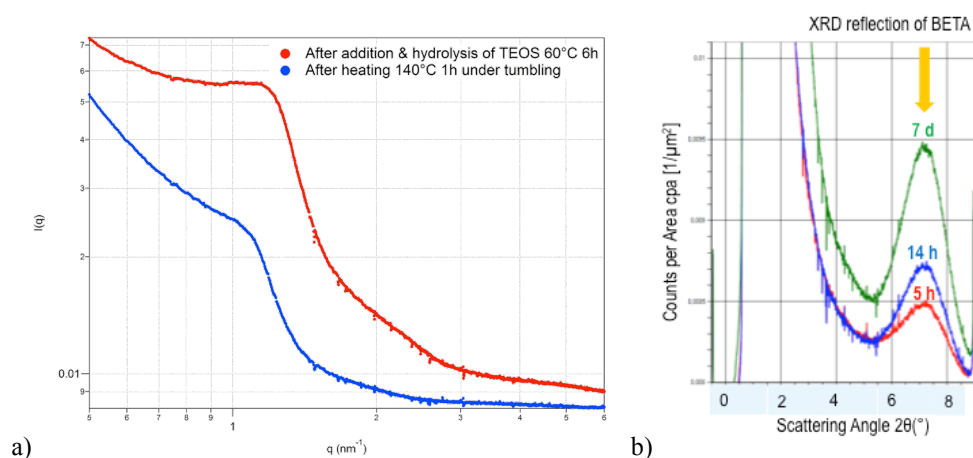 After addition & hydrolysis of TEOS 60°C 6h
After heating 140°C 1h under tumbling
7
6
5
4
3
2
0.01
9
I(q)
5 6 7 8 9 1 2 3 4 5 6
q (nm⁻¹)
a)
XRD reflection of BETA
0.01
7 d
14 h
5 h
Counts per Area cpa [1/µm²]
0 2 4 6 8
Scattering Angle 2θ(°)
b)